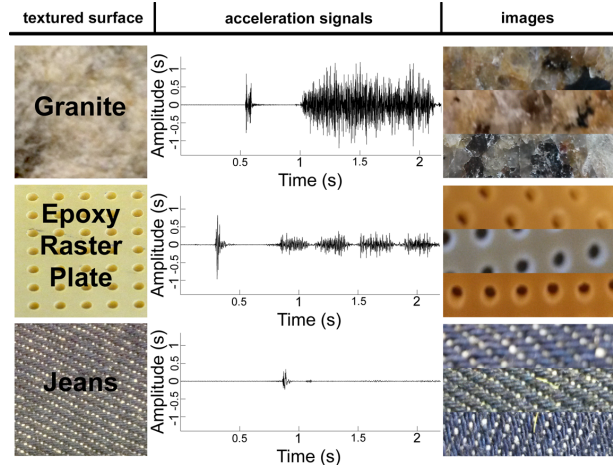 textured surface acceleration signals images
Granite
Amplitude (s)
1
0.5
0
-0.5
-1
0.5 1 1.5 2
Time (s)
Epoxy
Raster
Plate
Amplitude (s)
1
0.5
0
-0.5
-1
0.5 1 1.5 2
Time (s)
Jeans
Amplitude (s)
1
0.5
0
-0.5
-1
0.5 1 1.5 2
Time (s)